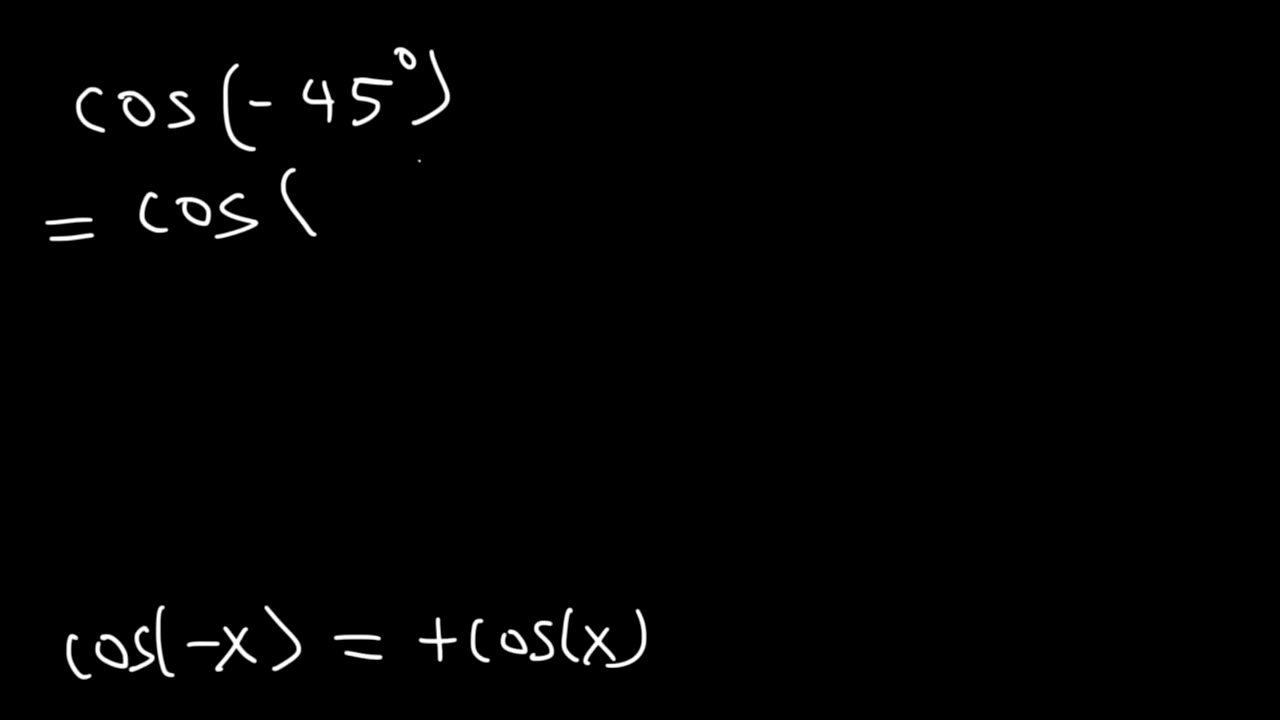 cos(-45°)
= cos(
cos(-x) = +cos(x)